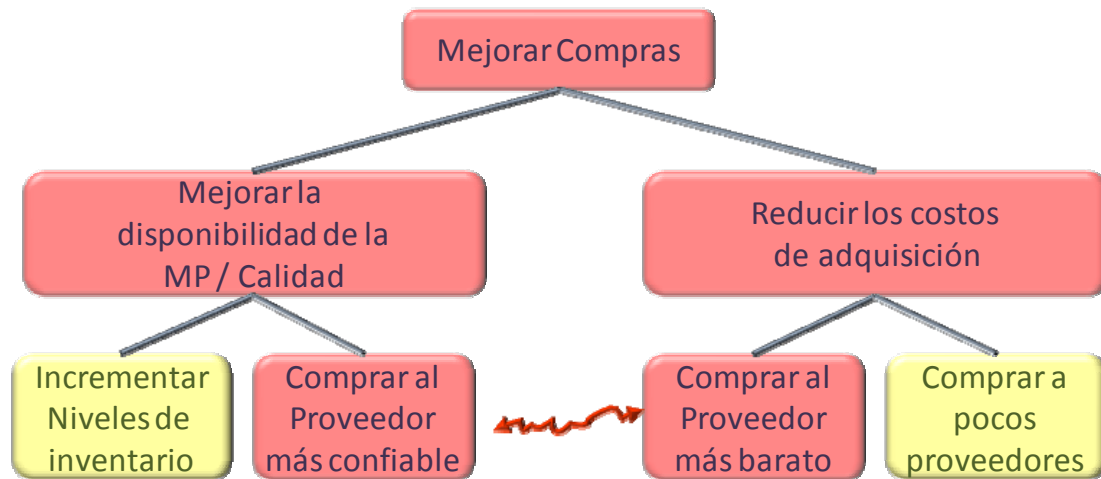 Mejorar Compras
Mejorar la
disponibilidad de la
MP / Calidad
Reducir los costos
de adquisición
Incrementar
Niveles de
inventario
Comprar al
Proveedor
más confiable
Comprar al
Proveedor
más barato
Comprar a
pocos
proveedores